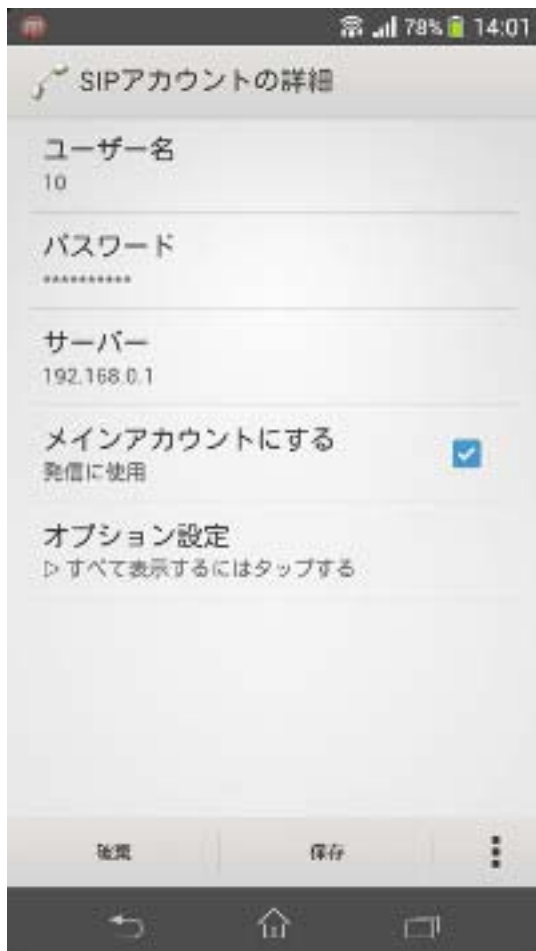 78% 14:01
SIPアカウントの詳細
ユーザー名
10
パスワード
**********
サーバー
192.168.0.1
メインアカウントにする
発信に使用
オプション設定
▷ すべて表示するにはタップする
破棄 保存